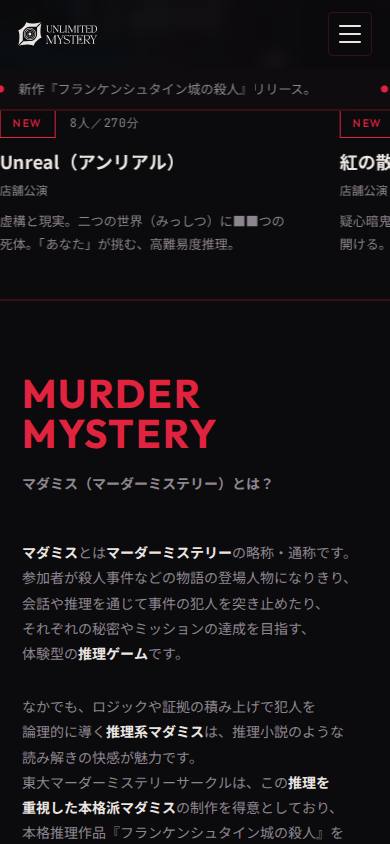 UNLIMITED
MYSTERY
新作『フランケンシュタイン城の殺人』リリース。
NEW 8人／270分
Unreal（アンリアル）
店舗公演
虚構と現実。二つの世界（みっしつ）に■■つの
死体。「あなた」が挑む、高難易度推理。
NEW
紅の散
店舗公演
疑心暗鬼
開ける。
MURDER
MYSTERY
マダミス（マーダーミステリー）とは？
マダミスとはマーダーミステリーの略称・通称です。
参加者が殺人事件などの物語の登場人物になりきり、
会話や推理を通じて事件の犯人を突き止めたり、
それぞれの秘密やミッションの達成を目指す、
体験型の推理ゲームです。
なかでも、ロジックや証拠の積み上げで犯人を
論理的に導く推理系マダミスは、推理小説のような
読み解きの快感が魅力です。
東大マーダーミステリーサークルは、この推理を
重視した本格派マダミスの制作を得意としており、
本格推理作品『フランケンシュタイン城の殺人』を